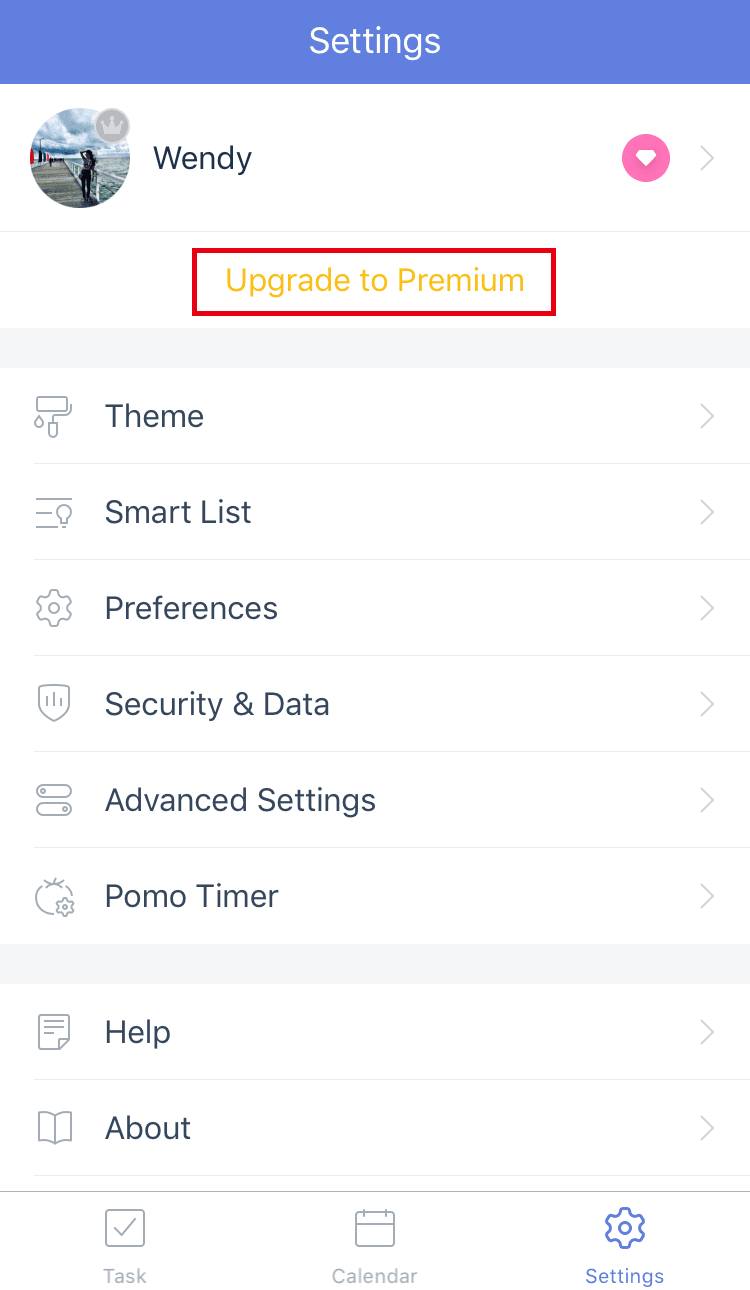 Settings
Wendy
Upgrade to Premium
Theme
Smart List
Preferences
Security & Data
Advanced Settings
Pomo Timer
Help
About
Task
Calendar
Settings